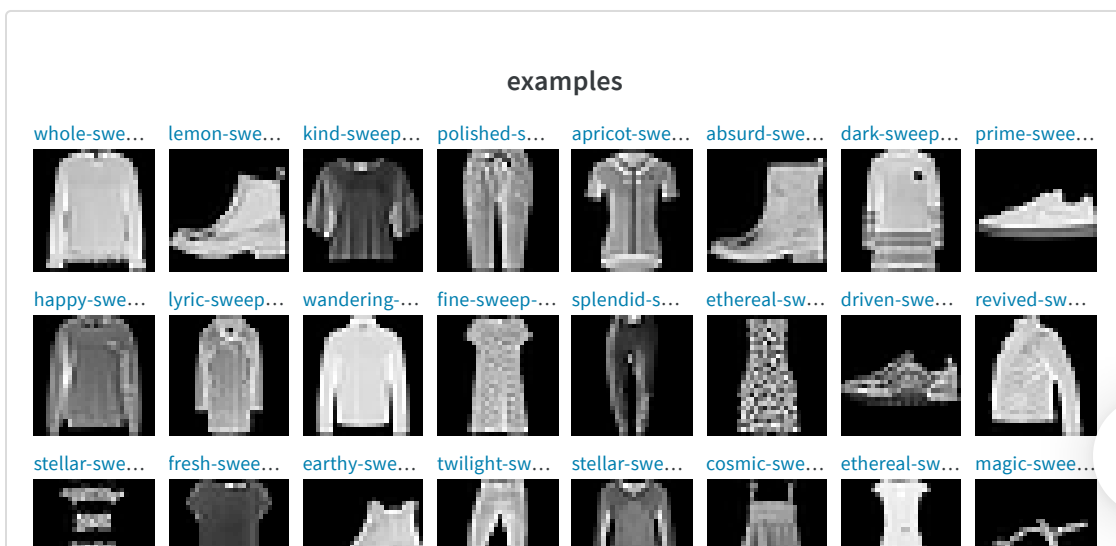 examples
whole-swe... lemon-swe... kind-sweep... polished-s... apricot-swe... absurd-swe... dark-sweep... prime-swee...
happy-swe... lyric-sweep... wandering-... fine-sweep-... splendid-s... ethereal-sw... driven-swe... revived-sw...
stellar-swe... fresh-swee... earthy-swe... twilight-sw... stellar-swe... cosmic-swe... ethereal-sw... magic-swee...